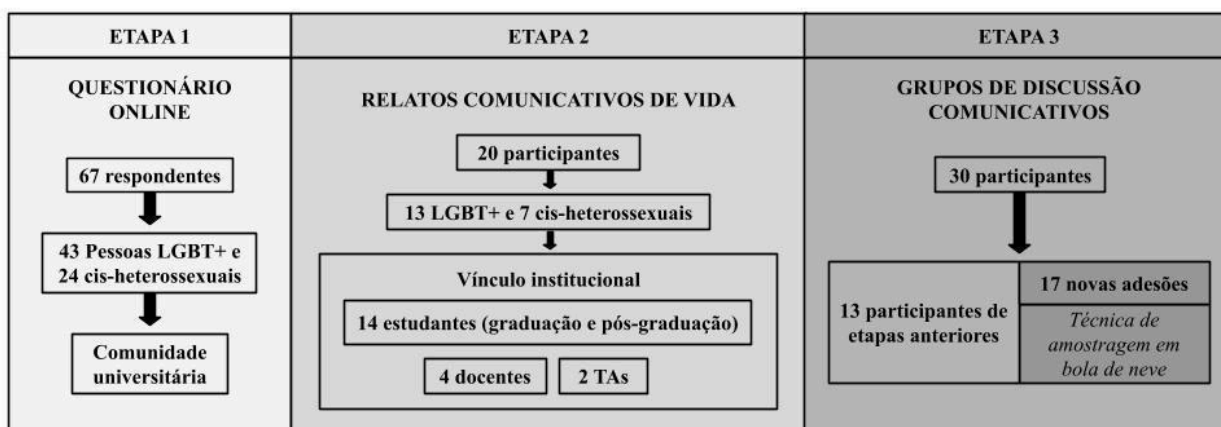 ETAPA 1
QUESTIONÁRIO
ONLINE
67 respondentes
43 Pessoas LGBT+ e
24 cis-heterossexuais
Comunidade
universitária
ETAPA 2
RELATOS COMUNICATIVOS DE VIDA
20 participantes
13 LGBT+ e 7 cis-heterossexuais
Vínculo institucional
14 estudantes (graduação e pós-graduação)
4 docentes
2 TAs
ETAPA 3
GRUPOS DE DISCUSSÃO
COMUNICATIVOS
30 participantes
13 participantes de
etapas anteriores
17 novas adesões
Técnica de
amostragem em
bola de neve